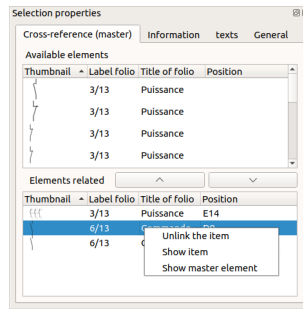 Selection properties
Cross-reference (master) Information texts General
Available elements
Thumbnail Label folio Title of folio Position
3/13 Puissance
3/13 Puissance
3/13 Puissance
3/13 Puissance
Elements related
Thumbnail Label folio Title of folio Position
3/13 Puissance E14
6/13
Unlink the item
6/13
Show item
Show master element